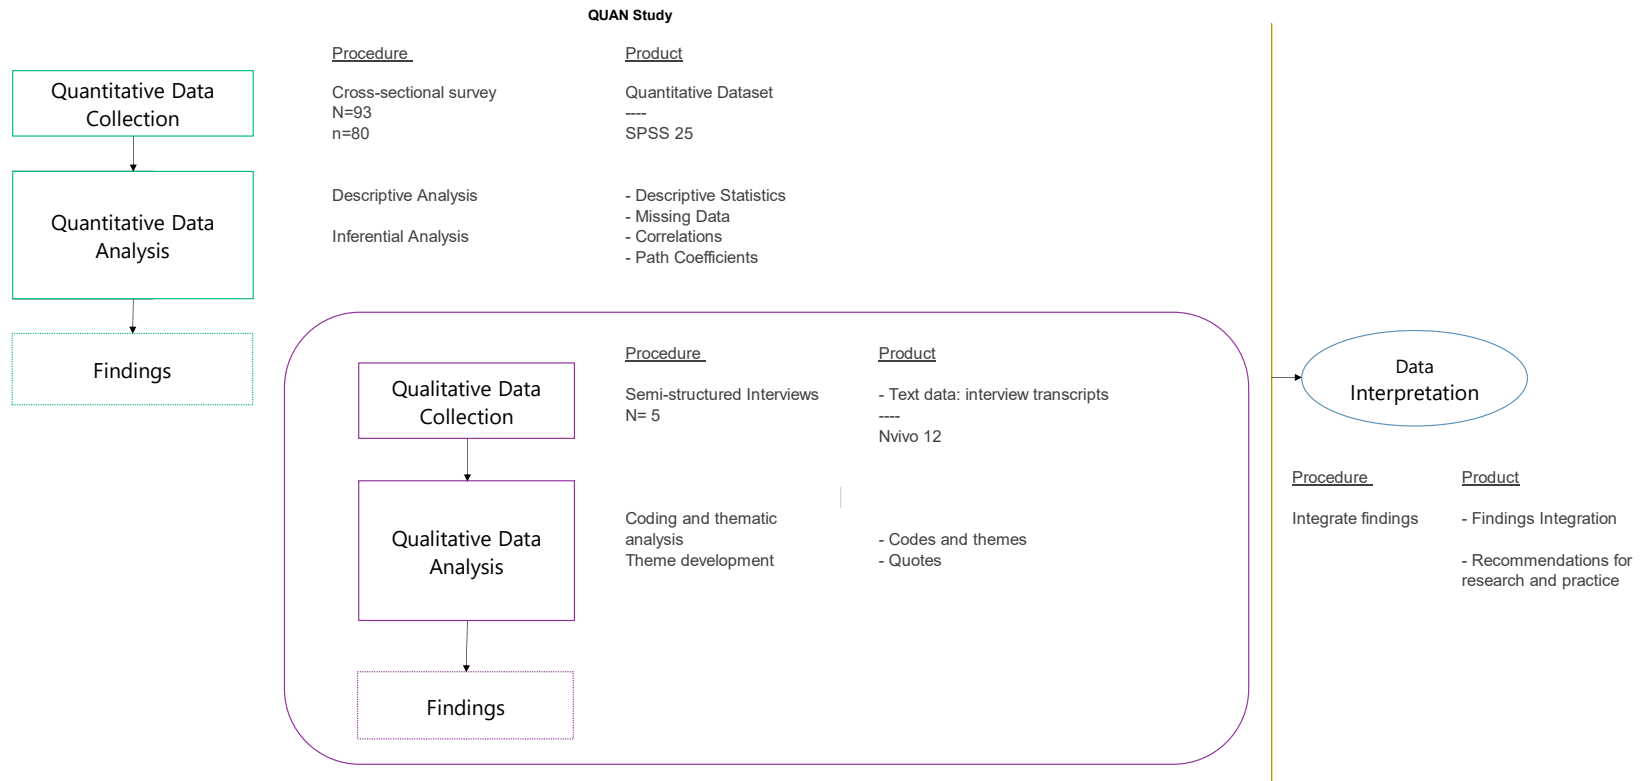 QUAN Study
Procedure
Product
Quantitative Data
Collection
Cross-sectional survey
N=93
n=80
Quantitative Dataset
----
SPSS 25
Quantitative Data
Analysis
Descriptive Analysis
Inferential Analysis
- Descriptive Statistics
- Missing Data
- Correlations
- Path Coefficients
Findings
Procedure
Product
Qualitative Data
Collection
Semi-structured Interviews
N= 5
- Text data: interview transcripts
----
Nvivo 12
Qualitative Data
Analysis
Coding and thematic
analysis
Theme development
- Codes and themes
- Quotes
Findings
Data
Interpretation
Procedure
Product
Integrate findings
- Findings Integration
- Recommendations for
research and practice